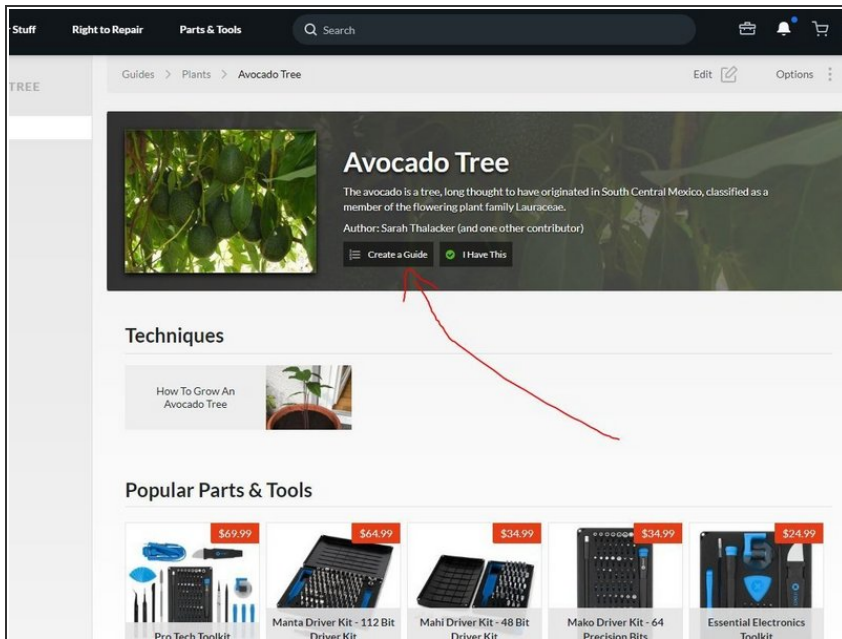 Stuff
Right to Repair
Parts & Tools
Search
TREE
Guides > Plants > Avocado Tree
Edit
Options
Avocado Tree
The avocado is a tree, long thought to have originated in South Central Mexico, classified as a
member of the flowering plant family Lauraceae.
Author: Sarah Thalacker (and one other contributor)
Create a Guide
I Have This
Techniques
How To Grow An
Avocado Tree
Popular Parts & Tools
$69.99
$64.99
$34.99
$34.99
$24.99
Pro Tech Toolkit
Manta Driver Kit - 112 Bit
Driver Kit
Mahi Driver Kit - 48 Bit
Driver Kit
Mako Driver Kit - 64
Precision Bits
Essential Electronics
Toolkit